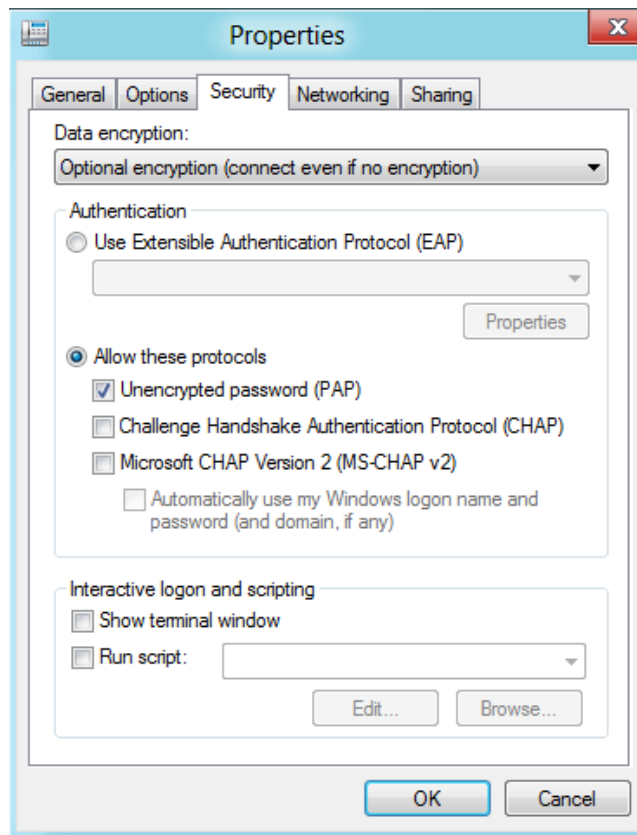 Properties
General
Options
Security
Networking
Sharing
Data encryption:
Optional encryption (connect even if no encryption)
Authentication
Use Extensible Authentication Protocol (EAP)
Properties
Allow these protocols
Unencrypted password (PAP)
Challenge Handshake Authentication Protocol (CHAP)
Microsoft CHAP Version 2 (MS-CHAP v2)
Automatically use my Windows logon name and
password (and domain, if any)
Interactive logon and scripting
Show terminal window
Run script:
Edit...
Browse...
OK
Cancel